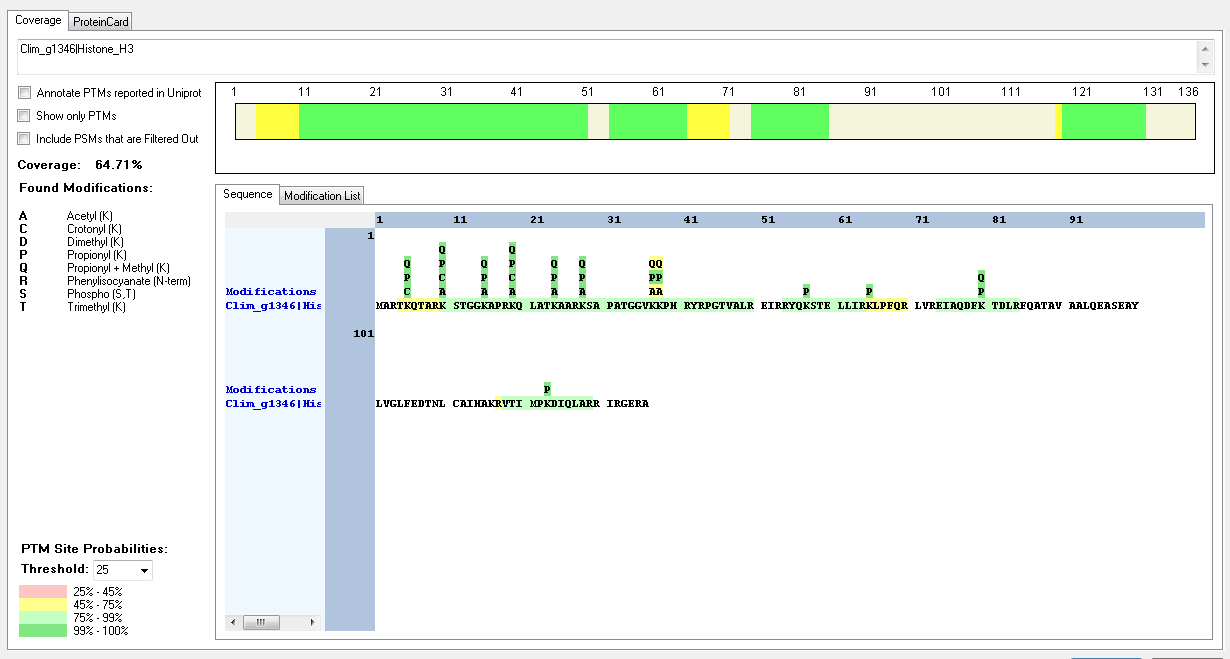 Coverage ProteinCard
Clim_g1346|Histone_H3
Annotate PTMs reported in Uniprot
Show only PTMs
Include PSMs that are Filtered Out
Coverage: 64.71%
Found Modifications:
A Acetyl (K)
C Crotonyl (K)
D Dimethyl (K)
P Propionyl (K)
Q Propionyl + Methyl (K)
R Phenylisocyanate (N-term)
S Phospho (S,T)
T Trimethyl (K)
PTM Site Probabilities:
Threshold: 25
25% - 45%
45% - 75%
75% - 99%
99% - 100%
1 11 21 31 41 51 61 71 81 91 101 111 121 131 136
Sequence Modification List
1 11 21 31 41 51 61 71 81 91
1
Q Q
Q P Q P Q Q QQ
P C P C P P PP Q
Modifications C A A A A A AA P P P
Clim_g1346|His MARTKQTARK STGGKAPRKQ LATKAARKSA PATGGVKKPH RYRPGTVALR EIRRYQKSTE LLIRKLPFQR LVREIAQDFK TDLRFQATAV AALQEASEAY
101
Modifications P
Clim_g1346|His LVGLFEDTNL CAIHAKRVTI MPKDIQLARR IRGERA